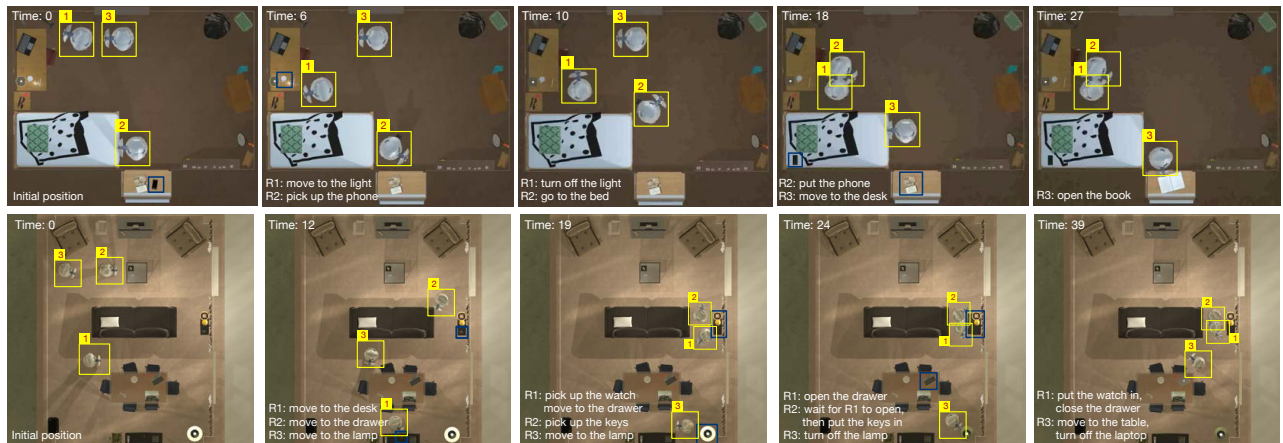 Time: 0
1
3
2
Initial position
Time: 6
3
1
2
R1: move to the light
R2: pick up the phone
Time: 10
3
1
2
R1: turn off the light
R2: go to the bed
Time: 18
2
1
3
R2: put the phone
R3: move to the desk
Time: 27
2
1
3
R3: open the book
Time: 0
3
2
1
Initial position
Time: 12
2
3
1
R1: move to the desk
R2: move to the drawer
R3: move to the lamp
Time: 19
2
1
3
R1: pick up the watch
move to the drawer
R2: pick up the keys
R3: move to the lamp
Time: 24
2
1
3
R1: open the drawer
R2: wait for R1 to open,
then put the keys in
R3: turn off the lamp
Time: 39
2
1
3
R1: put the watch in,
close the drawer
R3: move to the table,
turn off the laptop